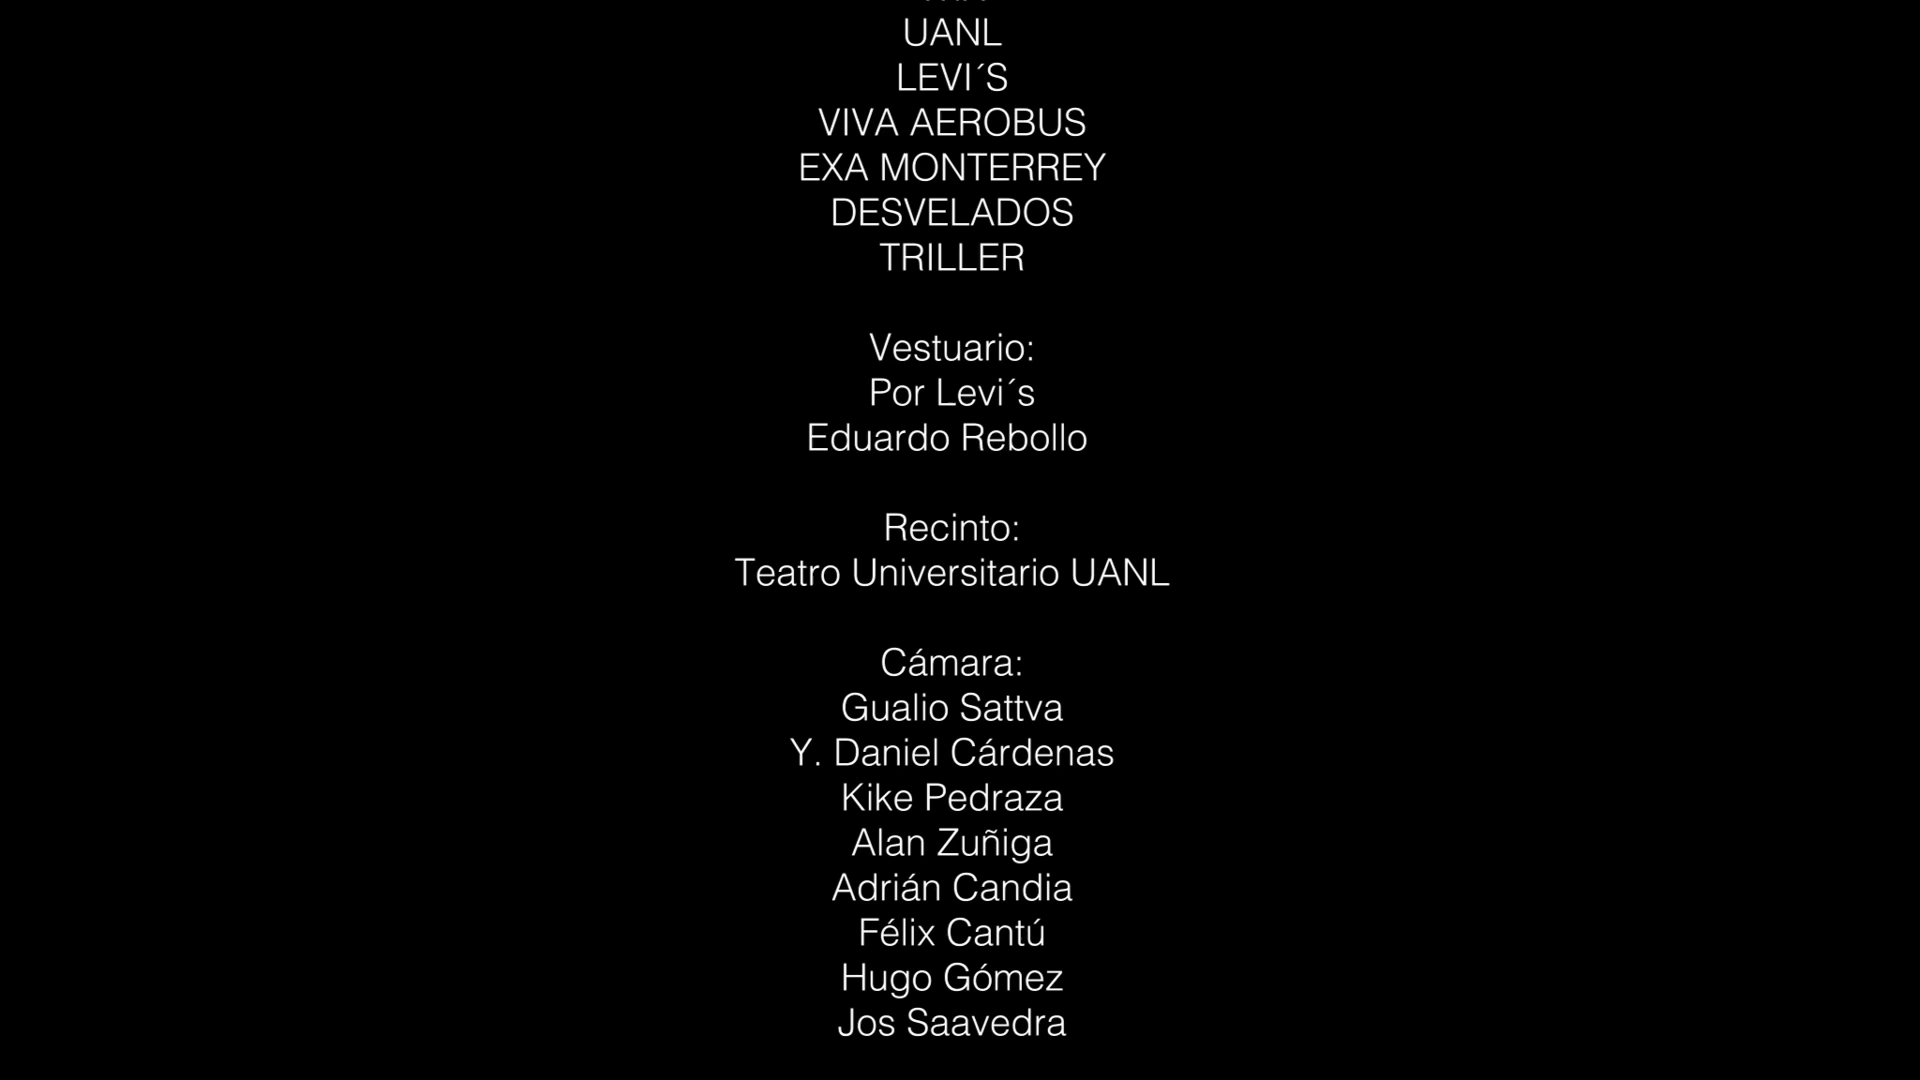 UANL
LEVI´S
VIVA AEROBUS
EXA MONTERREY
DESVELADOS
TRILLER
Vestuario:
Por Levi´s
Eduardo Rebollo
Recinto:
Teatro Universitario UANL
Cámara:
Gualio Sattva
Y. Daniel Cárdenas
Kike Pedraza
Alan Zuñiga
Adrián Candia
Félix Cantú
Hugo Gómez
Jos Saavedra